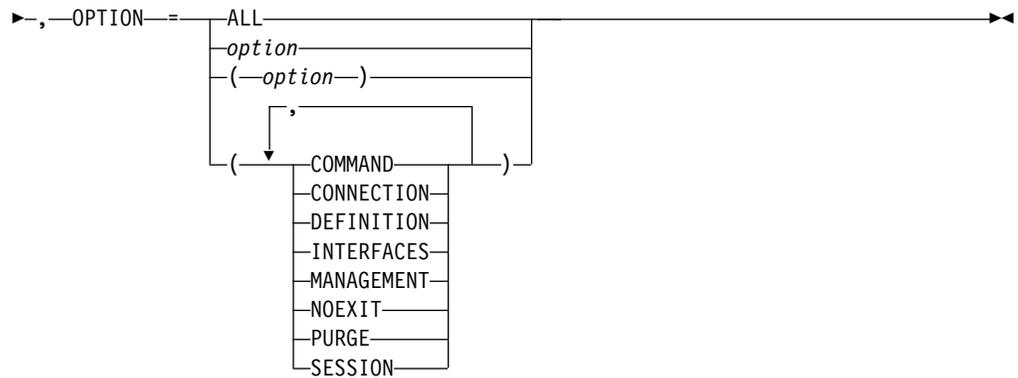 , OPTION = ALL
option
( option )
,
( COMMAND )
CONNECTION
DEFINITION
INTERFACES
MANAGEMENT
NOEXIT
PURGE
SESSION